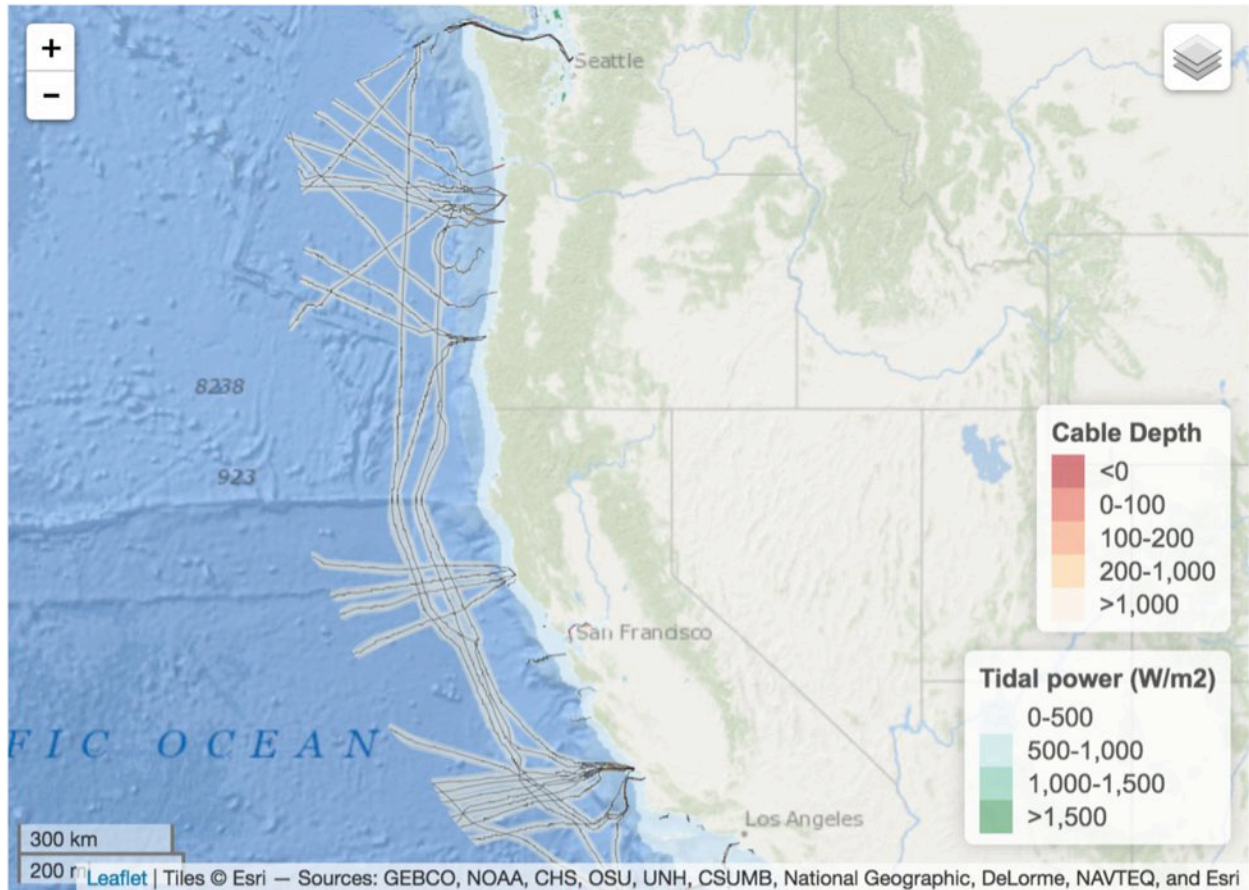 +
−
Seattle
8238
923
Cable Depth
<0
0-100
100-200
200-1,000
>1,000
San Francisco
Tidal power (W/m2)
0-500
500-1,000
1,000-1,500
>1,500
FIC OCEAN
Los Angeles
300 km
200 m
Leaflet | Tiles © Esri — Sources: GEBCO, NOAA, CHS, OSU, UNH, CSUMB, National Geographic, DeLorme, NAVTEQ, and Esri